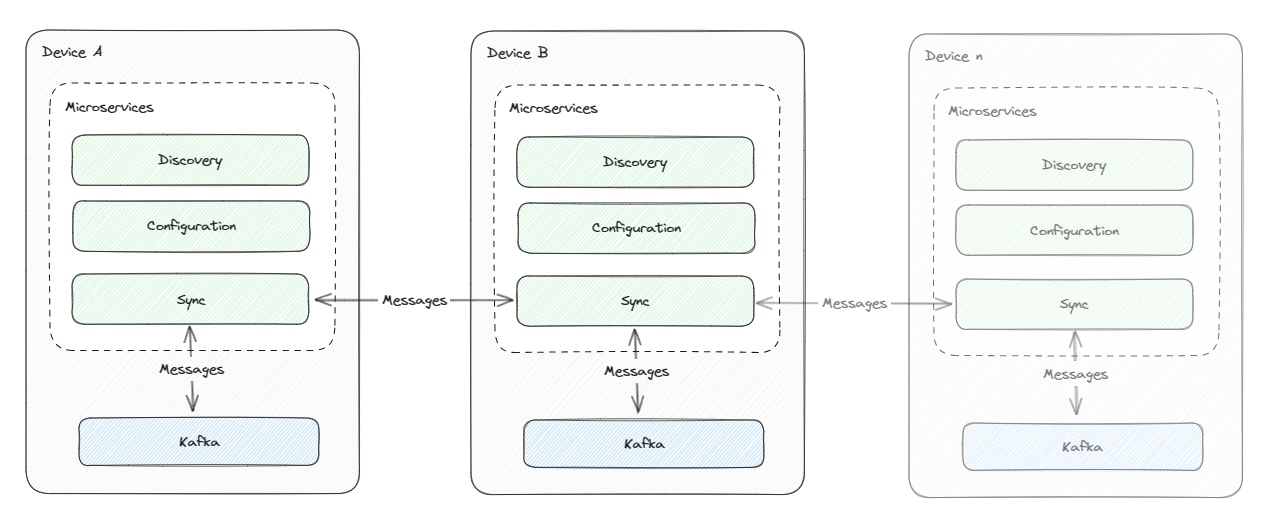 Device A
Microservices
Discovery
Configuration
Sync
Messages
Kafka
Messages
Device B
Microservices
Discovery
Configuration
Sync
Messages
Kafka
Messages
Device n
Microservices
Discovery
Configuration
Sync
Messages
Kafka